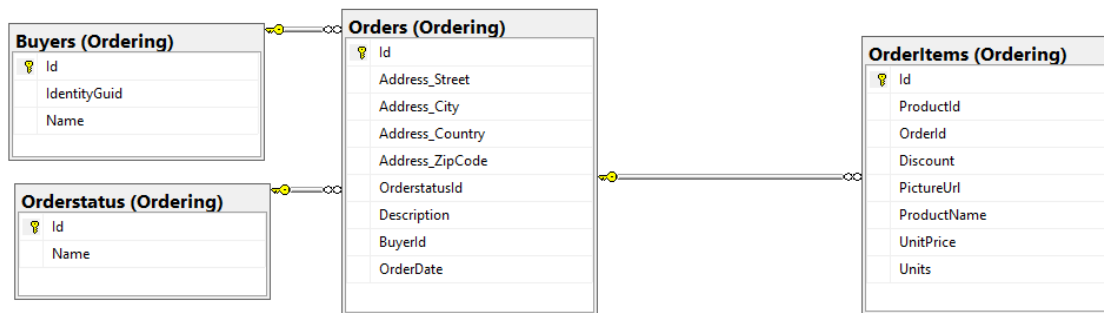 Buyers (Ordering)
Id
IdentityGuid
Name
Orderstatus (Ordering)
Id
Name
Orders (Ordering)
Id
Address_Street
Address_City
Address_Country
Address_ZipCode
OrderstatusId
Description
BuyerId
OrderDate
OrderItems (Ordering)
Id
ProductId
OrderId
Discount
PictureUrl
ProductName
UnitPrice
Units